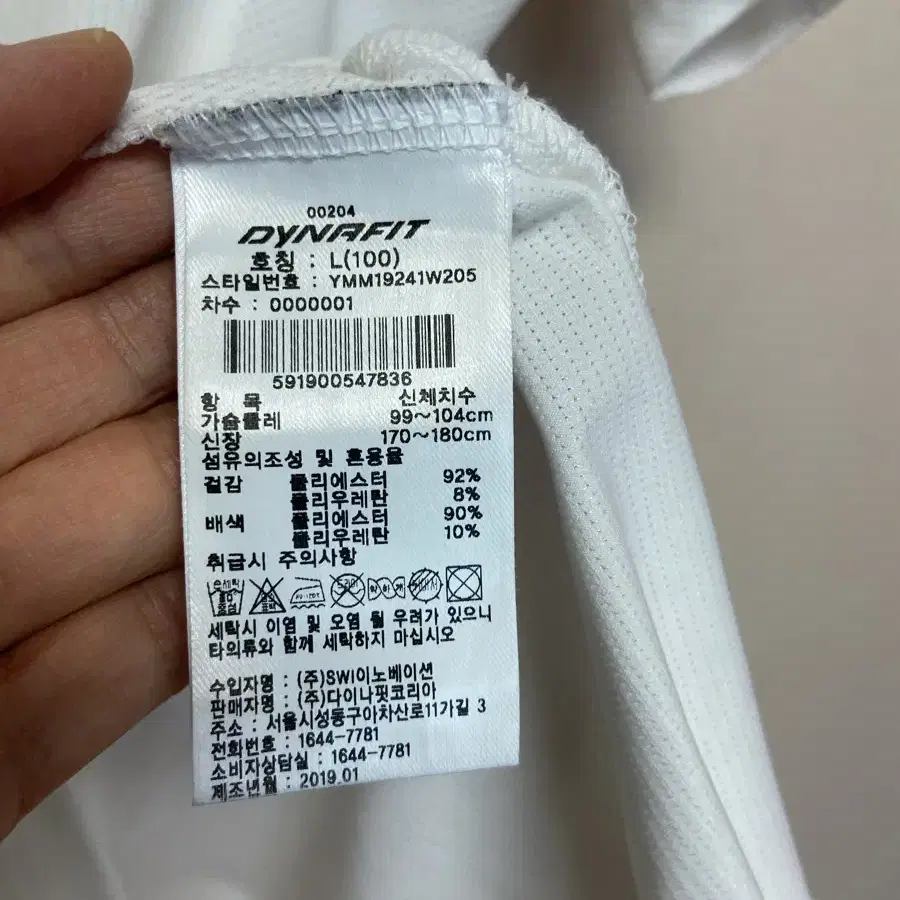 00204
DYNAFIT
호칭 : L(100)
스타일번호 : YMM19241W205
차수 : 0000001
591900547836
항 목 신체치수
가슴둘레 99~104cm
신장 170~180cm
섬유의조성 및 혼용율
겉감 폴리에스터 92%
폴리우레탄 8%
배색 폴리에스터 90%
폴리우레탄 10%
취급시 주의사항
손세탁
세탁시 이염 및 오염 될 우려가 있으니
타의류와 함께 세탁하지 마십시오
수입자명 : (주)SWI이노베이션
판매자명 : (주)다이나핏코리아
주소 : 서울시성동구아차산로11가길 3
전화번호 : 1644-7781
소비자상담실 : 1644-7781
제조년월 : 2019.01